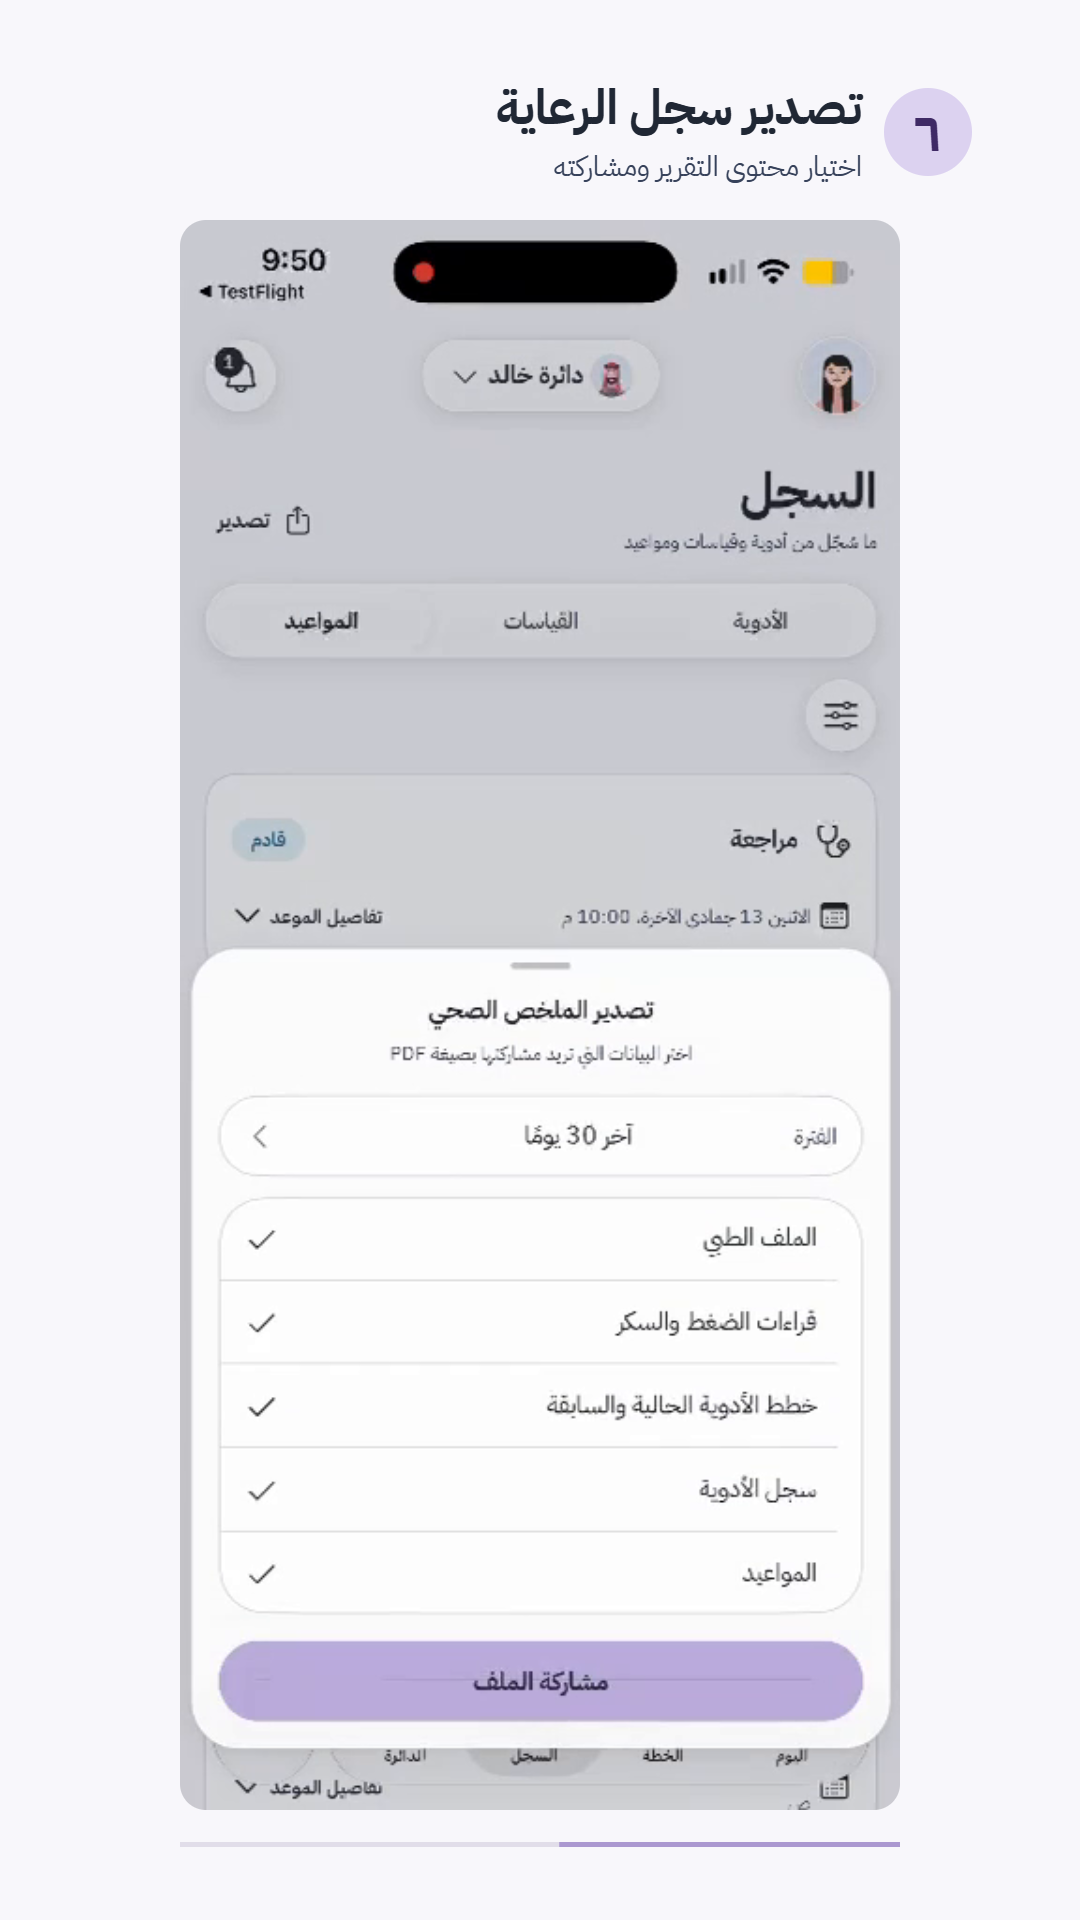 ٦
تصدير سجل الرعاية
اختيار محتوى التقرير ومشاركته
9:50
◀ TestFlight
1
دائرة خالد
السجل
تصدير
ما سُجّل من أدوية وقياسات ومواعيد
الأدوية
القياسات
المواعيد
مراجعة
قادم
الاثنين 13 جمادى الآخرة، 10:00 م
تفاصيل الموعد
تصدير الملخص الصحي
اختر البيانات التي تريد مشاركتها بصيغة PDF
الفترة
آخر 30 يومًا
الملف الطبي
قراءات الضغط والسكر
خطط الأدوية الحالية والسابقة
سجل الأدوية
المواعيد
مشاركة الملف
اليوم
الخطة
السجل
الدائرة
تفاصيل الموعد